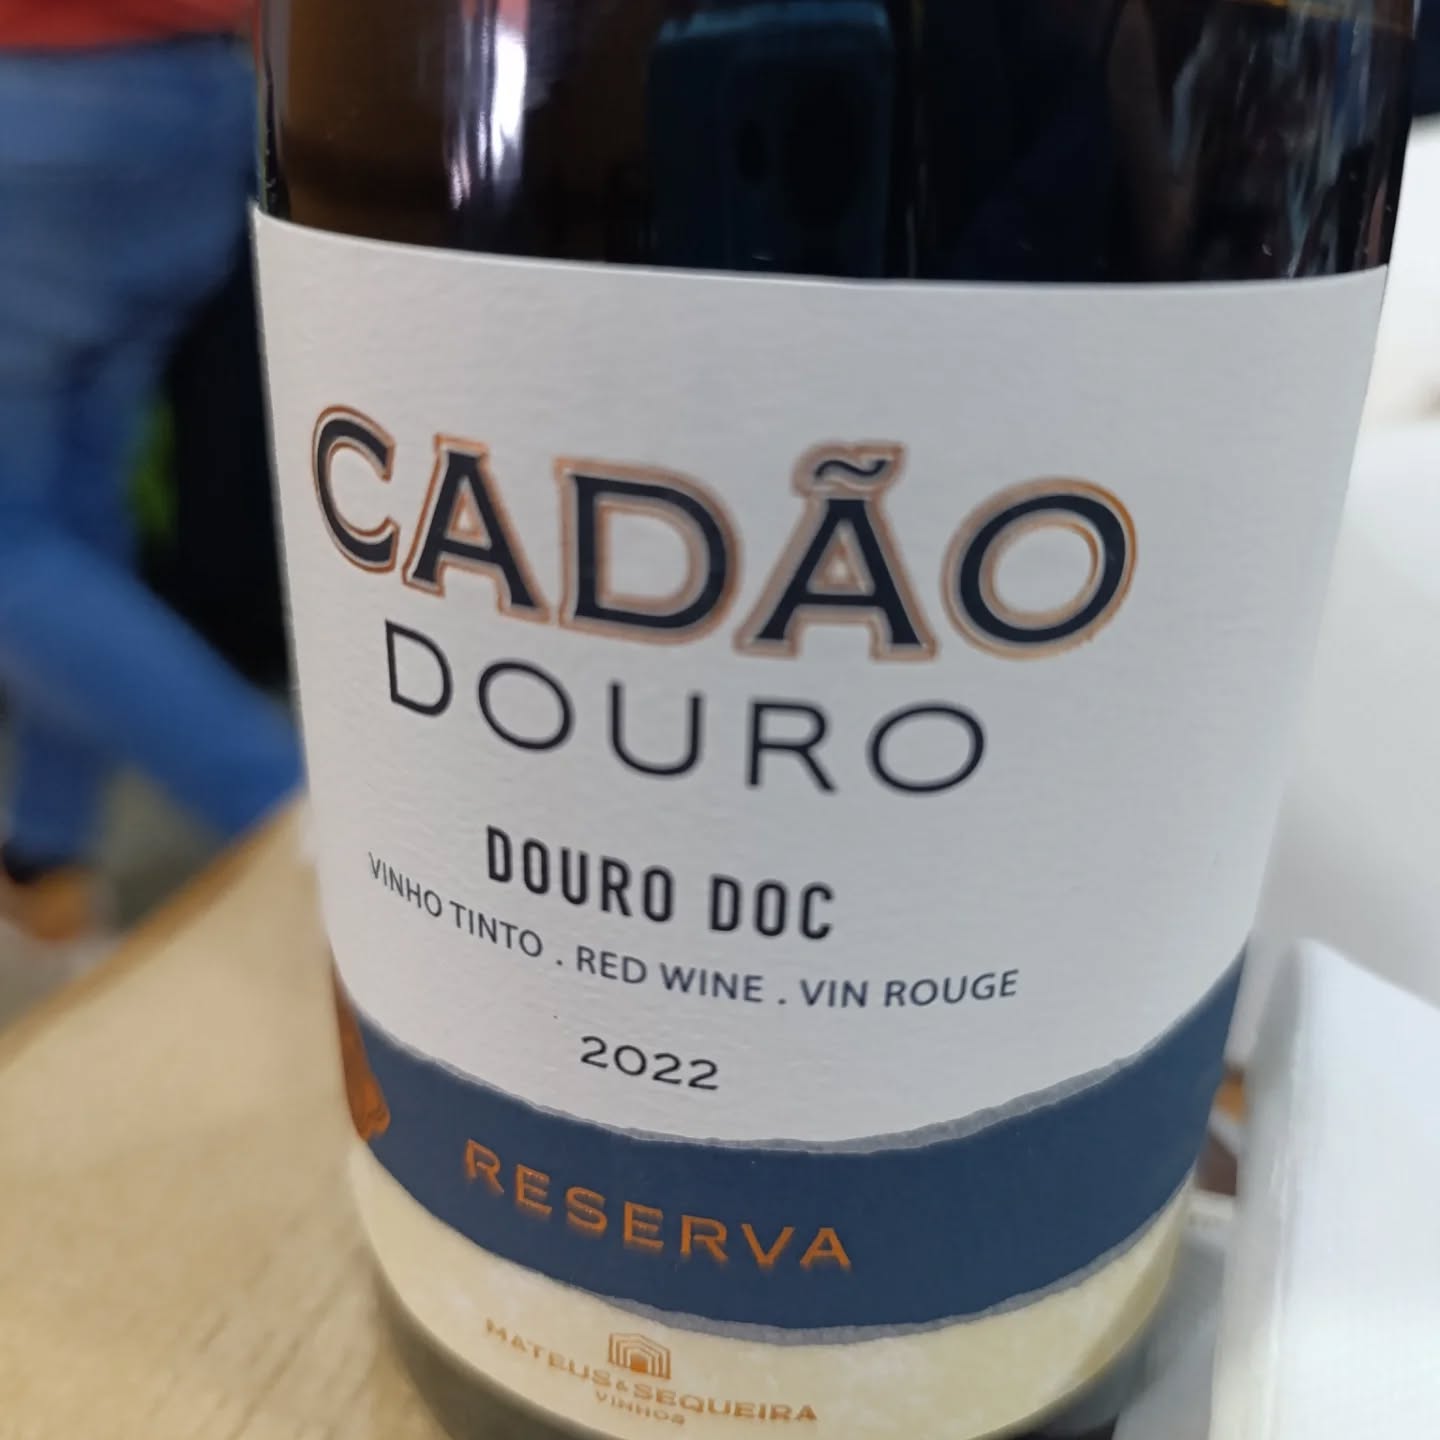 CADÃO
DOURO
DOURO DOC
VINHO TINTO . RED WINE . VIN ROUGE
2022
RESERVA
MATEUS & SEQUEIRA
VINHOS